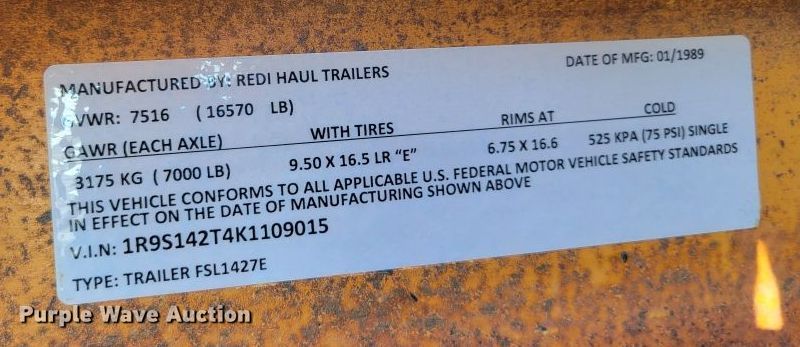 MANUFACTURED BY: REDI HAUL TRAILERS DATE OF MFG: 01/1989
GVWR: 7516 (16570 LB)
GAWR (EACH AXLE) WITH TIRES RIMS AT COLD
3175 KG (7000 LB) 9.50 X 16.5 LR “E” 6.75 X 16.6 525 KPA (75 PSI) SINGLE
THIS VEHICLE CONFORMS TO ALL APPLICABLE U.S. FEDERAL MOTOR VEHICLE SAFETY STANDARDS
IN EFFECT ON THE DATE OF MANUFACTURING SHOWN ABOVE
V.I.N: 1R9S142T4K1109015
TYPE: TRAILER FSL1427E
Purple Wave Auction